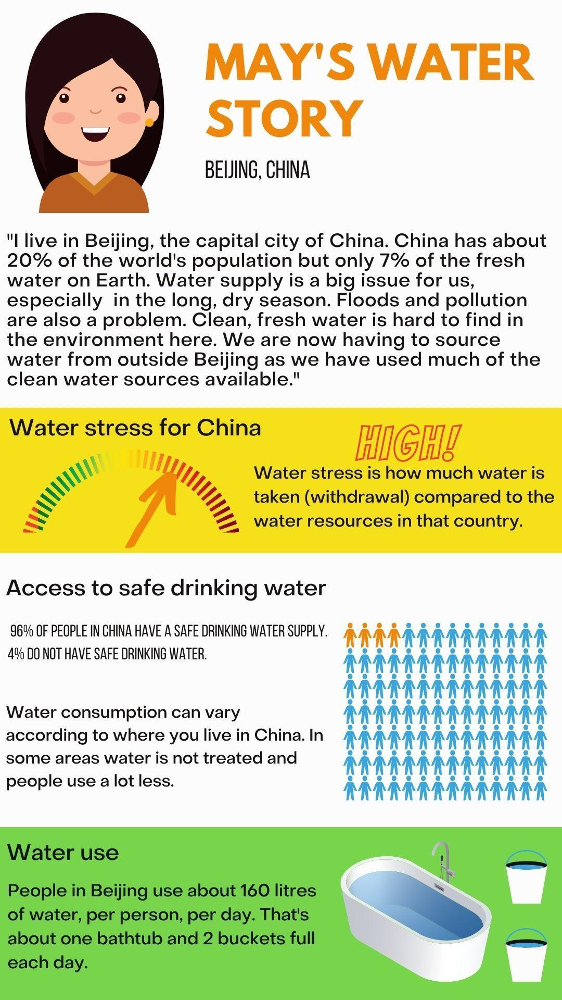 MAY'S WATER
STORY
BEIJING, CHINA
"I live in Beijing, the capital city of China. China has about
20% of the world's population but only 7% of the fresh
water on Earth. Water supply is a big issue for us,
especially  in the long, dry season. Floods and pollution
are also a problem. Clean, fresh water is hard to find in
the environment here. We are now having to source
water from outside Beijing as we have used much of the
clean water sources available."
Water stress for China
HIGH!
Water stress is how much water is
taken (withdrawal) compared to the
water resources in that country.
Access to safe drinking water
96% OF PEOPLE IN CHINA HAVE A SAFE DRINKING WATER SUPPLY.
4% DO NOT HAVE SAFE DRINKING WATER.
Water consumption can vary
according to where you live in China. In
some areas water is not treated and
people use a lot less.
Water use
People in Beijing use about 160 litres
of water, per person, per day. That's
about one bathtub and 2 buckets full
each day.